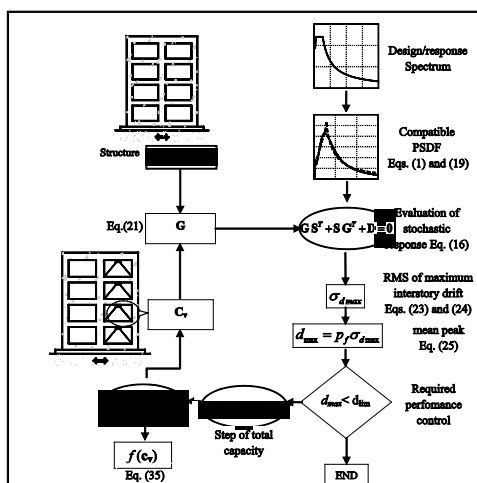 Design/response
Spectrum
Compatible
PSDF
Eqs. (1) and (19)
Structure
Eq.(21)
G
G S^T + S G^T + D = 0
Evaluation of
stochastic
response Eq. (16)
RMS of maximum
interstory drift
Eqs. (23) and (24)
σ_dmax
C_v
d_max = p_f σ_dmax
mean peak
Eq. (25)
d_max < d_lim
Required
perfomance
control
Step of total
capacity
f(c_v)
Eq. (35)
END